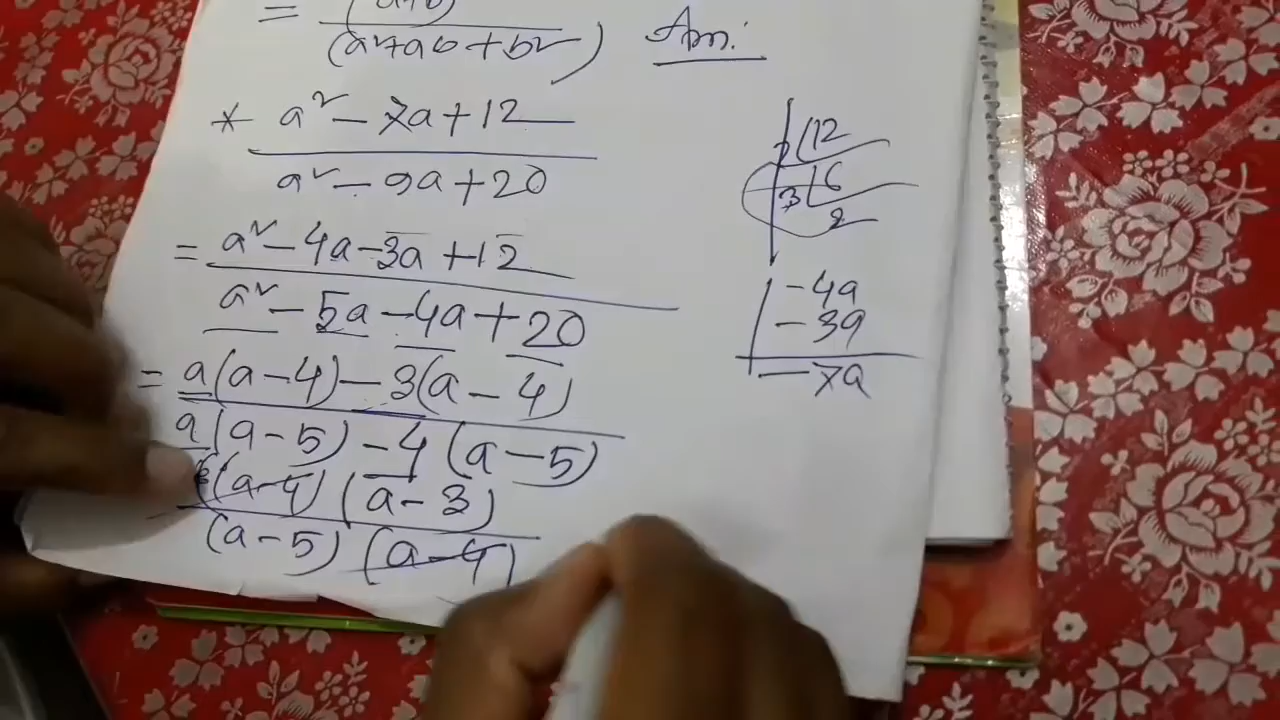 = (a+b)
(a²+ab+b²) Ans:
* a² - 7a + 12
a² - 9a + 20
= a² - 4a - 3a + 12
a² - 5a - 4a + 20
= a(a-4) - 3(a-4)
a(a-5) - 4(a-5)
(a-4) (a-3)
(a-5) (a-4)
12
3 6
2
-4a
-3a
-7a